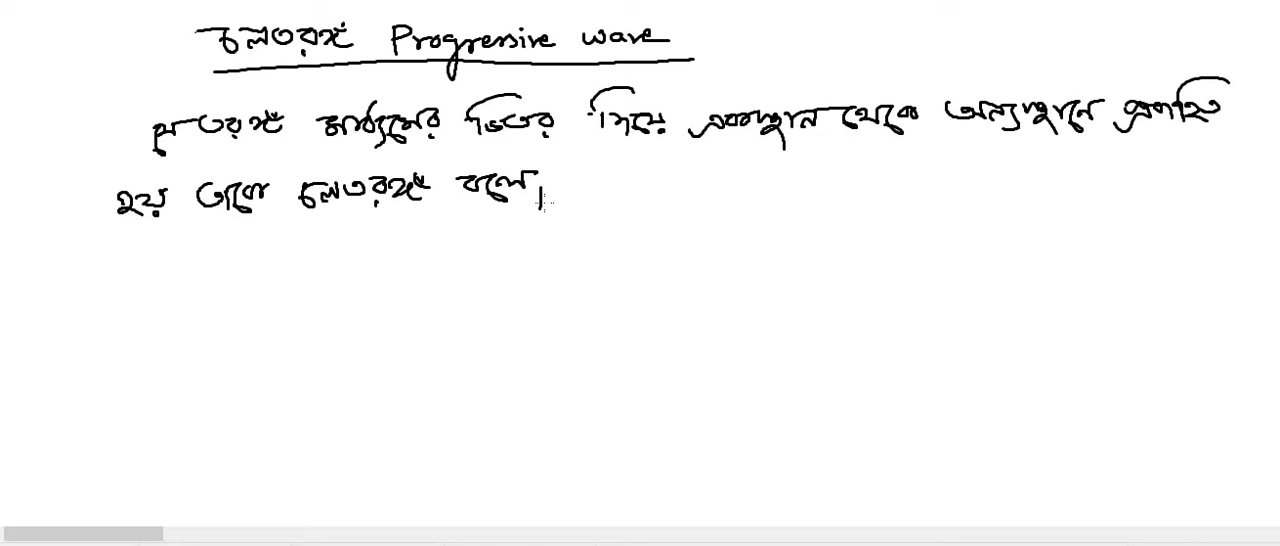 চলতরঙ্গ Progressive wave
যে তরঙ্গ মাধ্যমের ভিতর দিয়ে একস্থান থেকে অন্যস্থানে প্রবাহিত
হয় তাকে চলতরঙ্গ বলে।